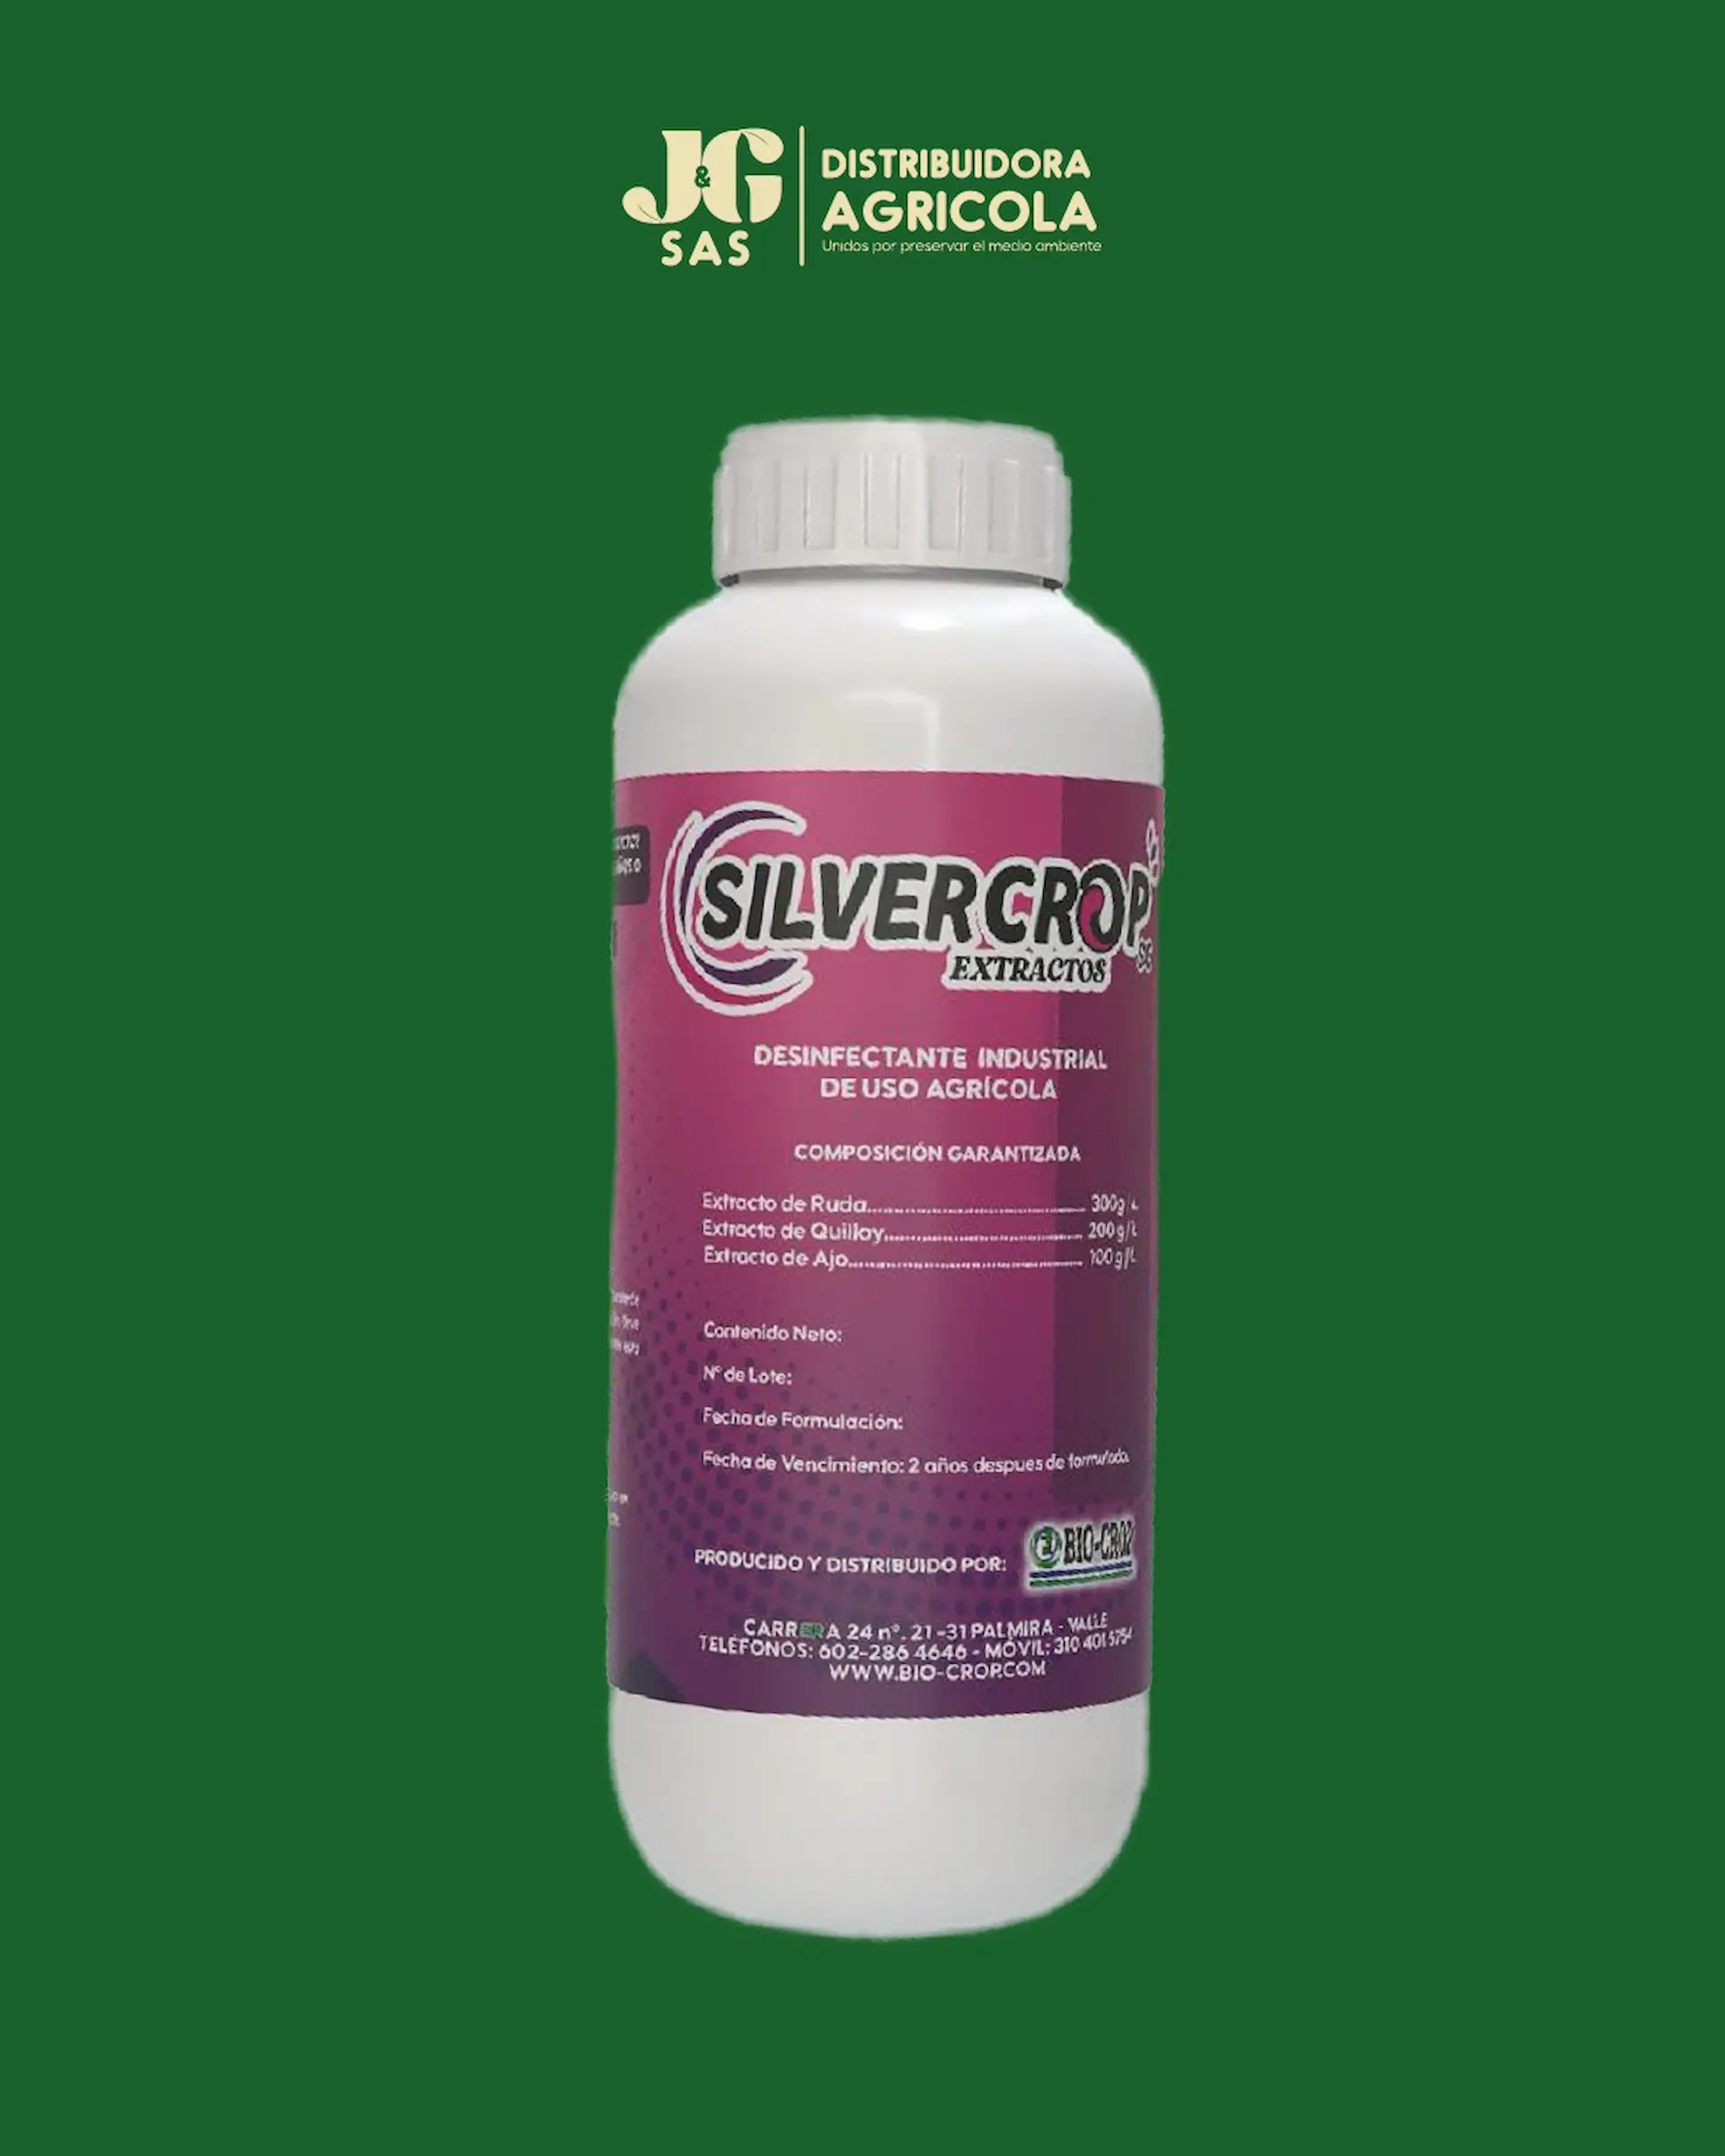 J&G
SAS
DISTRIBUIDORA
AGRICOLA
Unidos por preservar el medio ambiente
SILVERCROP
SC
EXTRACTOS
DESINFECTANTE INDUSTRIAL
DE USO AGRÍCOLA
COMPOSICIÓN GARANTIZADA
Extracto de Ruda 300g/L
Extracto de Quillay 200g/L
Extracto de Ajo 100g/L
Contenido Neto:
N° de Lote:
Fecha de Formulación:
Fecha de Vencimiento: 2 años despues de formulado.
PRODUCIDO Y DISTRIBUIDO POR:
BIO-CROP
CARRERA 24 n°. 21-31 PALMIRA - VALLE
TELÉFONOS: 602-286 4646 - MÓVIL: 310 401 5754
WWW.BIO-CROP.COM